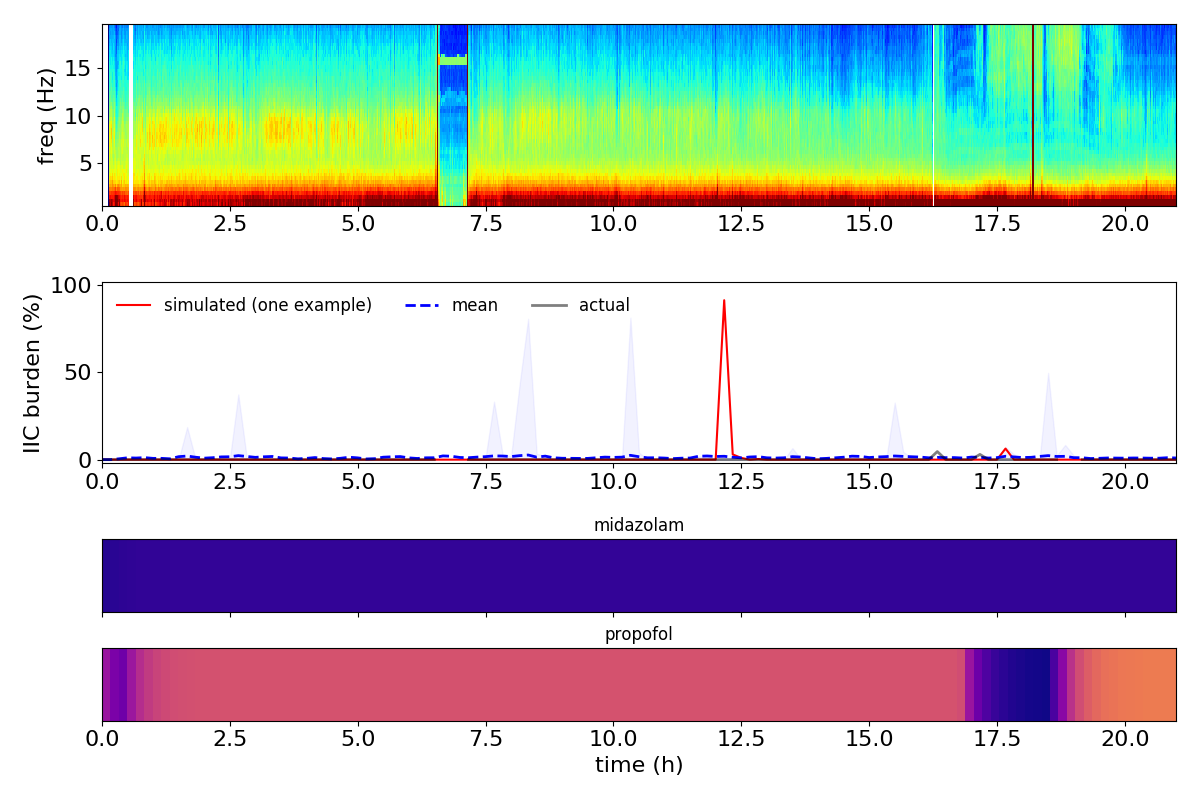 freq (Hz)
15
10
5
0.0 2.5 5.0 7.5 10.0 12.5 15.0 17.5 20.0
IIC burden (%)
100
50
0
simulated (one example) mean actual
0.0 2.5 5.0 7.5 10.0 12.5 15.0 17.5 20.0
midazolam
propofol
0.0 2.5 5.0 7.5 10.0 12.5 15.0 17.5 20.0
time (h)